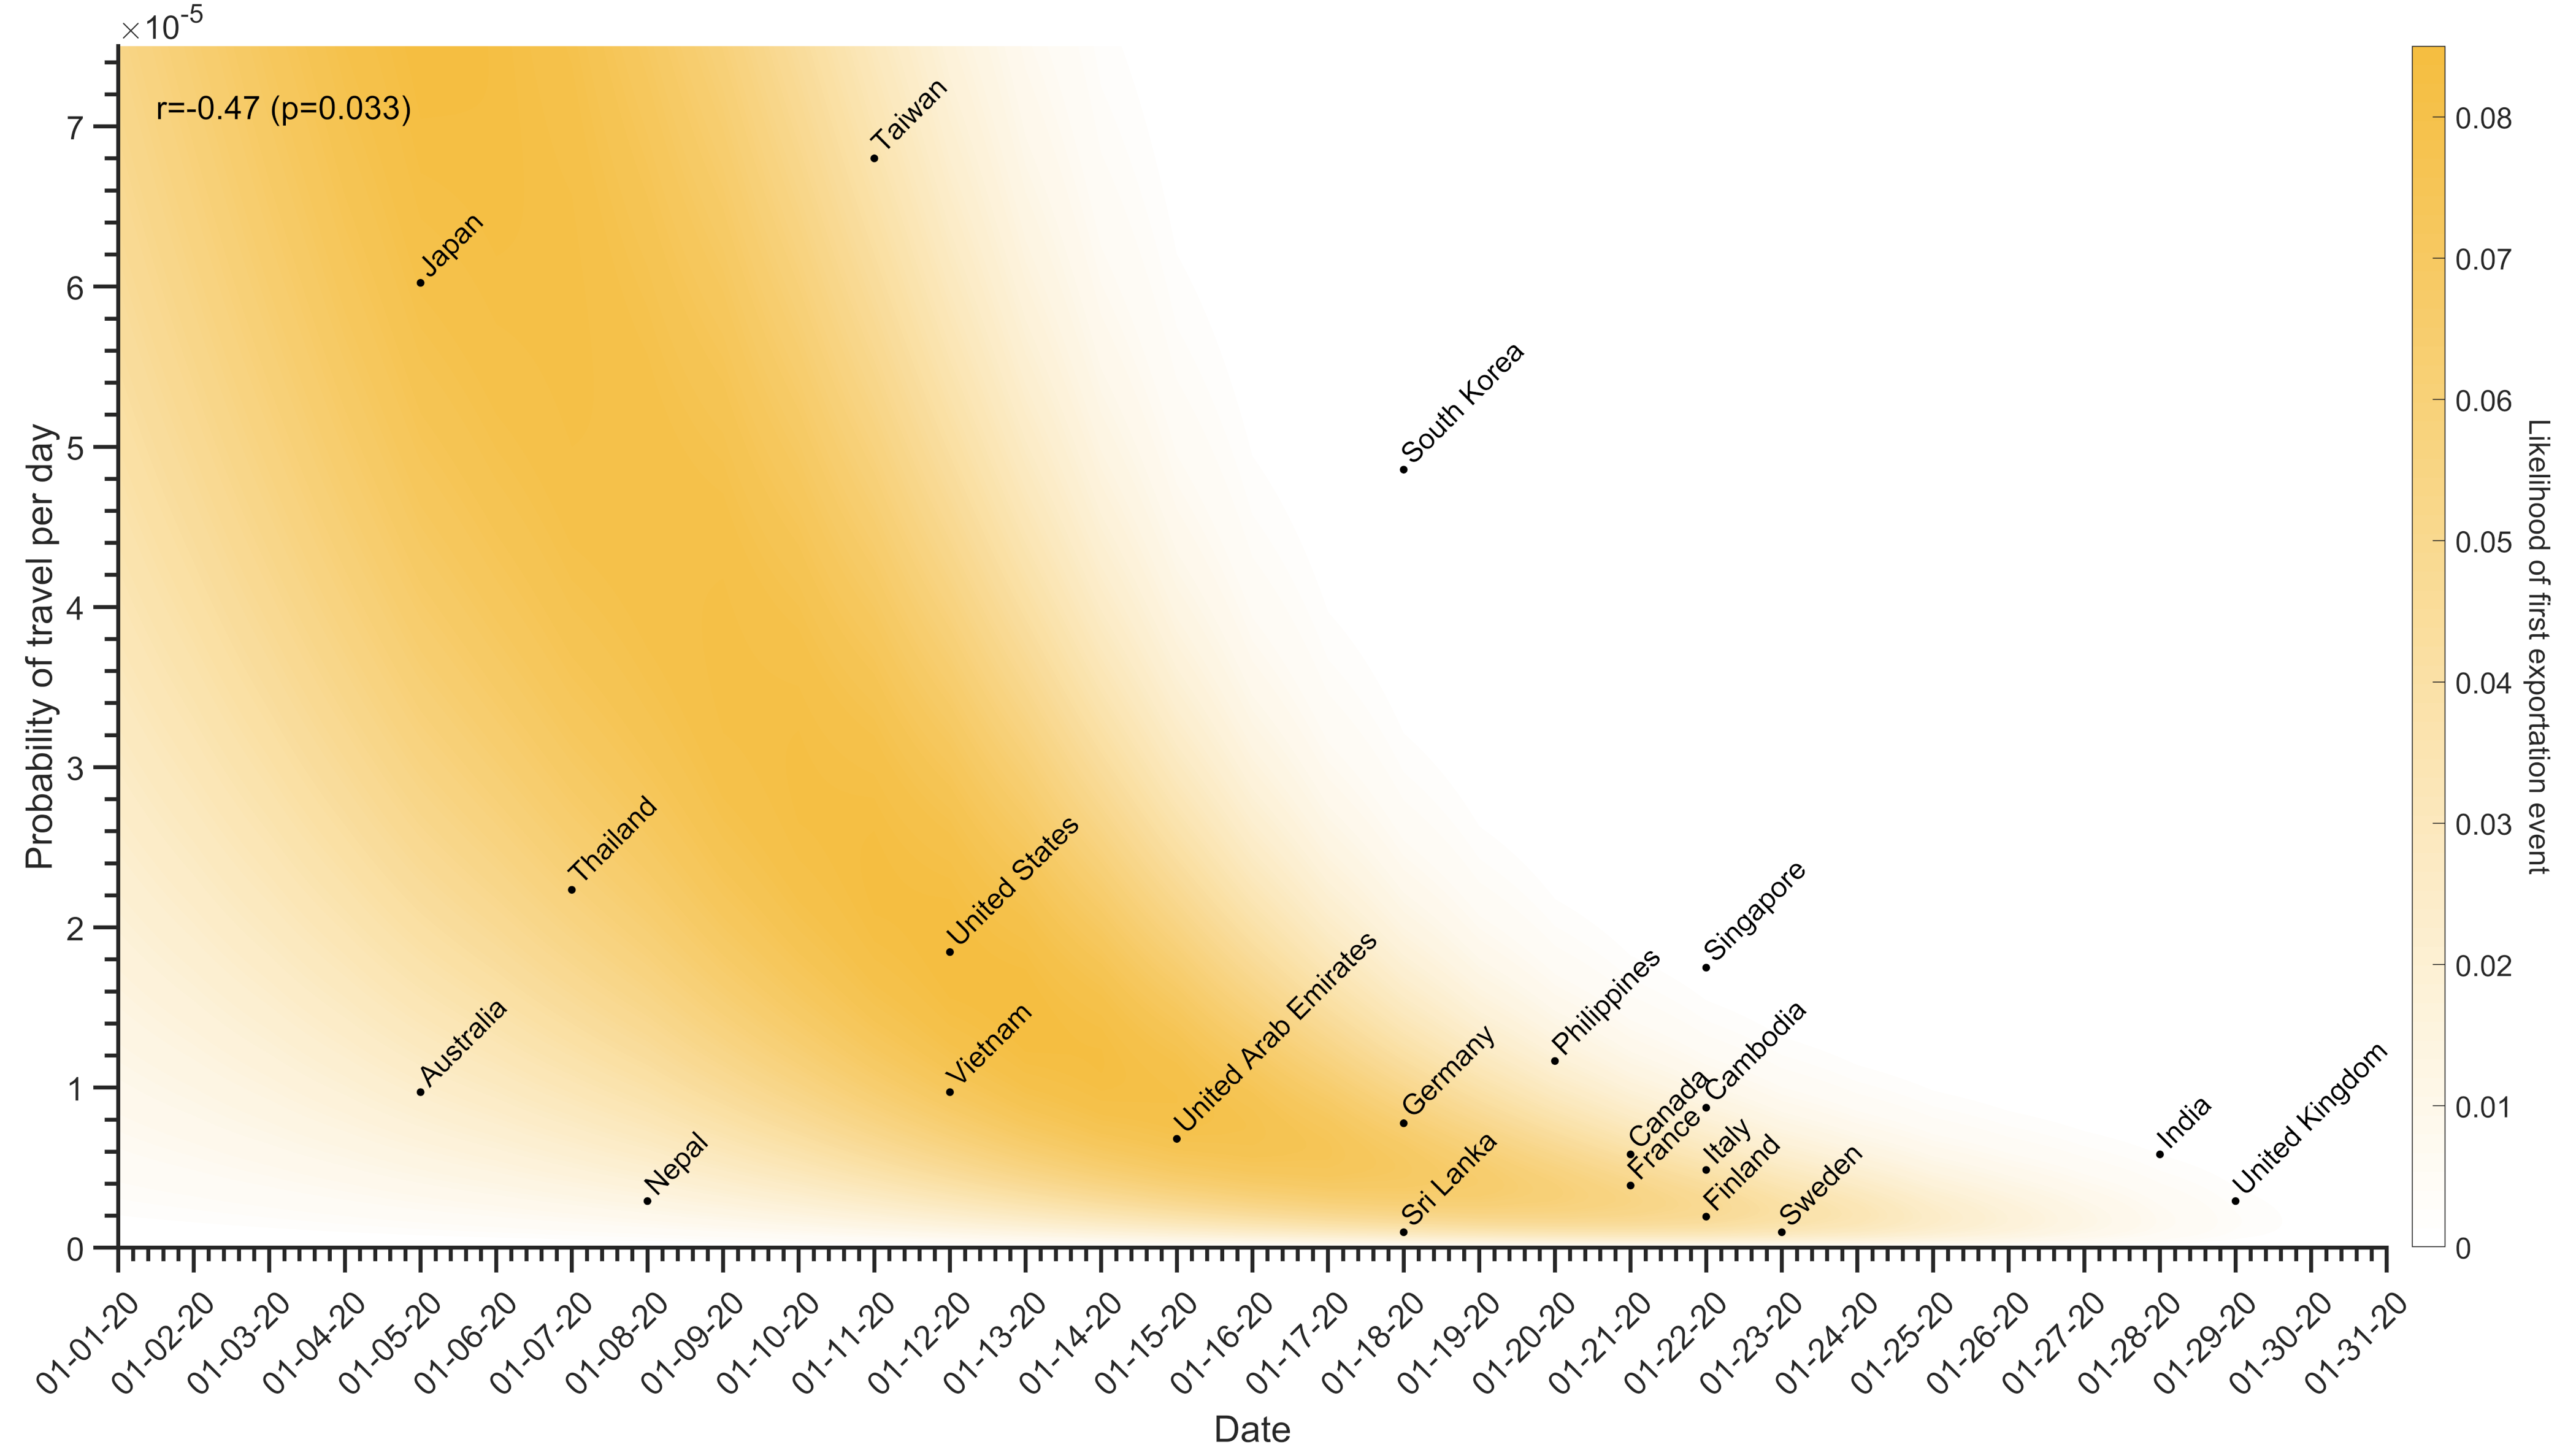 ×10-5
r=-0.47 (p=0.033)
Probability of travel per day
7
6
5
4
3
2
1
0
Taiwan
Japan
South Korea
Thailand
United States
Singapore
Philippines
United Arab Emirates
Australia
Vietnam
Germany
Cambodia
Canada
France
Italy
Finland
India
United Kingdom
Nepal
Sri Lanka
Sweden
01-01-20
01-02-20
01-03-20
01-04-20
01-05-20
01-06-20
01-07-20
01-08-20
01-09-20
01-10-20
01-11-20
01-12-20
01-13-20
01-14-20
01-15-20
01-16-20
01-17-20
01-18-20
01-19-20
01-20-20
01-21-20
01-22-20
01-23-20
01-24-20
01-25-20
01-26-20
01-27-20
01-28-20
01-29-20
01-30-20
01-31-20
Date
0.08
0.07
0.06
0.05
0.04
0.03
0.02
0.01
0
Likelihood of first exportation event